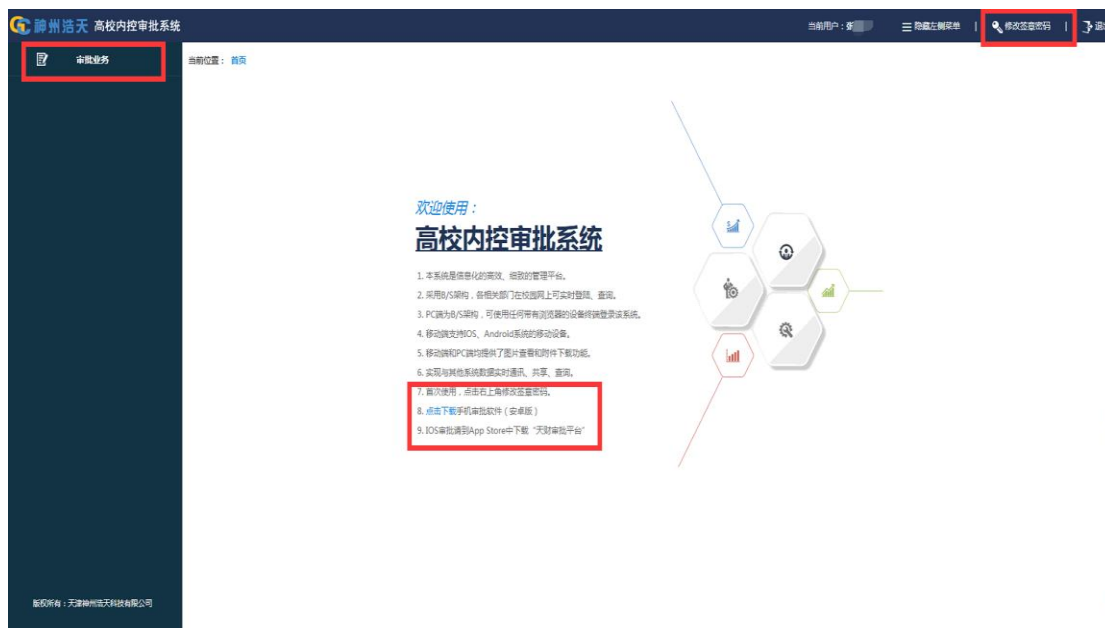 神州浩天 高校内控审批系统
当前用户：张
隐藏左侧菜单
修改签章密码
审批业务
当前位置： 首页
欢迎使用：
高校内控审批系统
1. 本系统是信息化的高效、细致的管理平台。
2. 采用B/S架构，各相关部门在校园网上可实时登陆、查阅。
3. PC端为B/S架构，可使用任何带有浏览器的设备终端登录该系统。
4. 移动端支持IOS、Android系统的移动设备。
5. 移动端和PC端均提供了图片查看和附件下载功能。
6. 实现与其他系统数据实时通讯、共享、查阅。
7. 首次使用，点击右上角修改签章密码。
8. 点击下载手机审批软件（安卓版）
9. IOS审批请到App Store中下载“天财审批平台”
版权所有：天津神州浩天科技有限公司